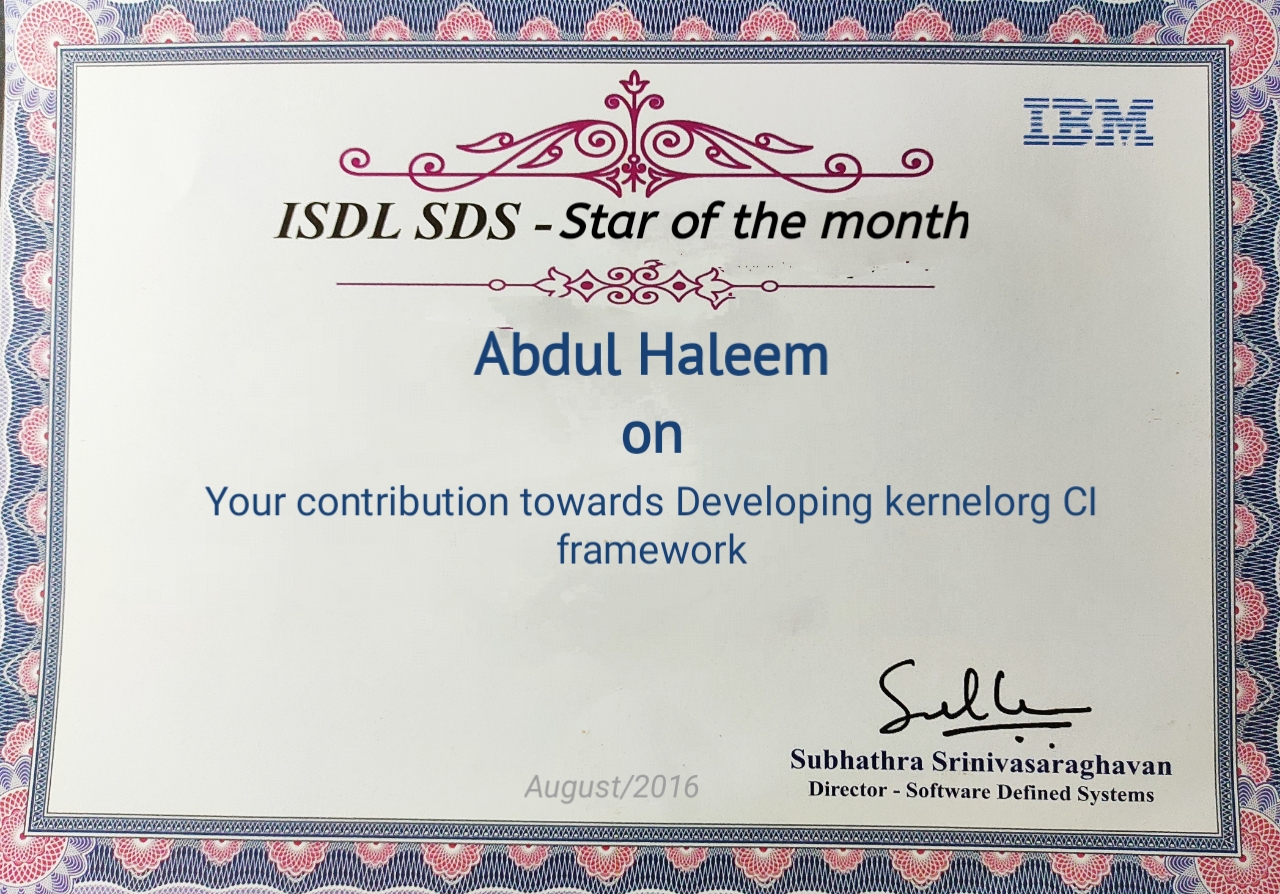 IBM
ISDL SDS - Star of the month
Abdul Haleem
on
Your contribution towards Developing kernelorg CI
framework
August/2016
Subhathra Srinivasaraghavan
Director - Software Defined Systems